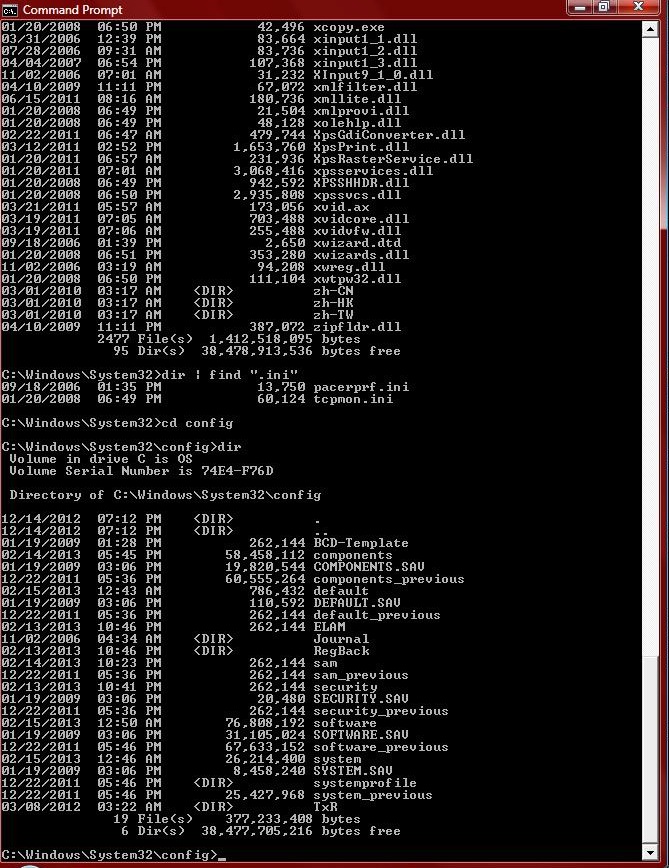 Command Prompt
01/20/2008  06:50 PM            42,496 xcopy.exe
03/31/2006  12:39 PM            83,664 xinput1_1.dll
07/28/2006  09:31 AM            83,736 xinput1_2.dll
04/04/2007  06:54 PM           107,368 xinput1_3.dll
11/02/2006  07:01 AM            31,232 XInput9_1_0.dll
04/10/2009  11:11 PM            67,072 xmlfilter.dll
06/15/2011  08:16 AM           180,736 xmllite.dll
01/20/2008  06:49 PM            21,504 xmlprovi.dll
01/20/2008  06:49 PM            48,128 xolehlp.dll
02/22/2011  06:47 AM           479,744 XpsGdiConverter.dll
03/12/2011  02:52 PM         1,653,760 XpsPrint.dll
01/20/2011  06:57 AM           231,936 XpsRasterService.dll
01/20/2011  07:01 AM         3,068,416 xpsservices.dll
01/20/2008  06:49 PM           942,592 XPSSHHDR.dll
01/20/2008  06:50 PM         2,935,808 xpssvcs.dll
03/21/2011  05:57 AM           173,056 xvid.ax
03/19/2011  07:05 AM           703,488 xvidcore.dll
03/19/2011  07:06 AM           255,488 xvidvfw.dll
09/18/2006  01:39 PM             2,650 xwizard.dtd
01/20/2008  06:51 PM           353,280 xwizards.dll
11/02/2006  03:19 AM            94,208 xwreg.dll
01/20/2008  06:50 PM           111,104 xwtpw32.dll
03/01/2010  03:17 AM    <DIR>          zh-CN
03/01/2010  03:17 AM    <DIR>          zh-HK
03/01/2010  03:17 AM    <DIR>          zh-TW
04/10/2009  11:11 PM           387,072 zipfldr.dll
2477 File(s)  1,412,518,095 bytes
95 Dir(s)  38,478,913,536 bytes free
C:\Windows\System32>dir | find ".ini"
09/18/2006  01:35 PM            13,750 pacerprf.ini
01/20/2008  06:49 PM            60,124 tcpmon.ini
C:\Windows\System32>cd config
C:\Windows\System32\config>dir
Volume in drive C is OS
Volume Serial Number is 74E4-F76D
Directory of C:\Windows\System32\config
12/14/2012  07:12 PM    <DIR>          .
12/14/2012  07:12 PM    <DIR>          ..
01/19/2009  01:28 PM           262,144 BCD-Template
02/14/2013  05:45 PM        58,458,112 components
01/19/2009  03:06 PM        19,820,544 COMPONENTS.SAV
12/22/2011  05:36 PM        60,555,264 components_previous
02/15/2013  12:43 AM           786,432 default
01/19/2009  03:06 PM           110,592 DEFAULT.SAV
12/22/2011  05:36 PM           262,144 default_previous
02/13/2013  10:46 PM           262,144 ELAM
11/02/2006  04:34 AM    <DIR>          Journal
02/13/2013  10:46 PM    <DIR>          RegBack
02/14/2013  10:23 PM           262,144 sam
12/22/2011  05:36 PM           262,144 sam_previous
02/13/2013  10:41 PM           262,144 security
01/19/2009  03:06 PM            20,480 SECURITY.SAV
12/22/2011  05:36 PM           262,144 security_previous
02/15/2013  12:50 AM        76,808,192 software
01/19/2009  03:06 PM        31,105,024 SOFTWARE.SAV
12/22/2011  05:46 PM        67,633,152 software_previous
02/15/2013  12:46 AM        26,214,400 system
01/19/2009  03:06 PM         8,458,240 SYSTEM.SAV
12/22/2011  05:46 PM    <DIR>          systemprofile
12/22/2011  05:46 PM        25,427,968 system_previous
03/08/2012  03:22 AM    <DIR>          TxR
19 File(s)    377,233,408 bytes
6 Dir(s)  38,477,705,216 bytes free
C:\Windows\System32\config>_